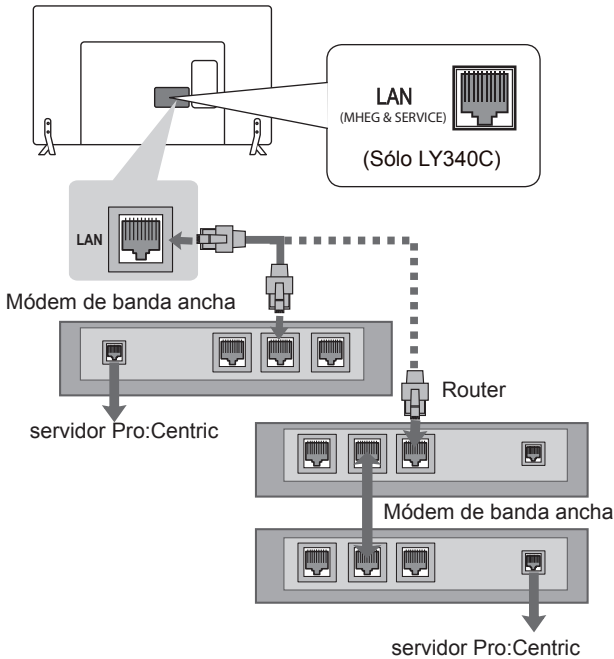 LAN
(MHEG & SERVICE)
(Sólo LY340C)
LAN
Módem de banda ancha
servidor Pro:Centric
Router
Módem de banda ancha
servidor Pro:Centric